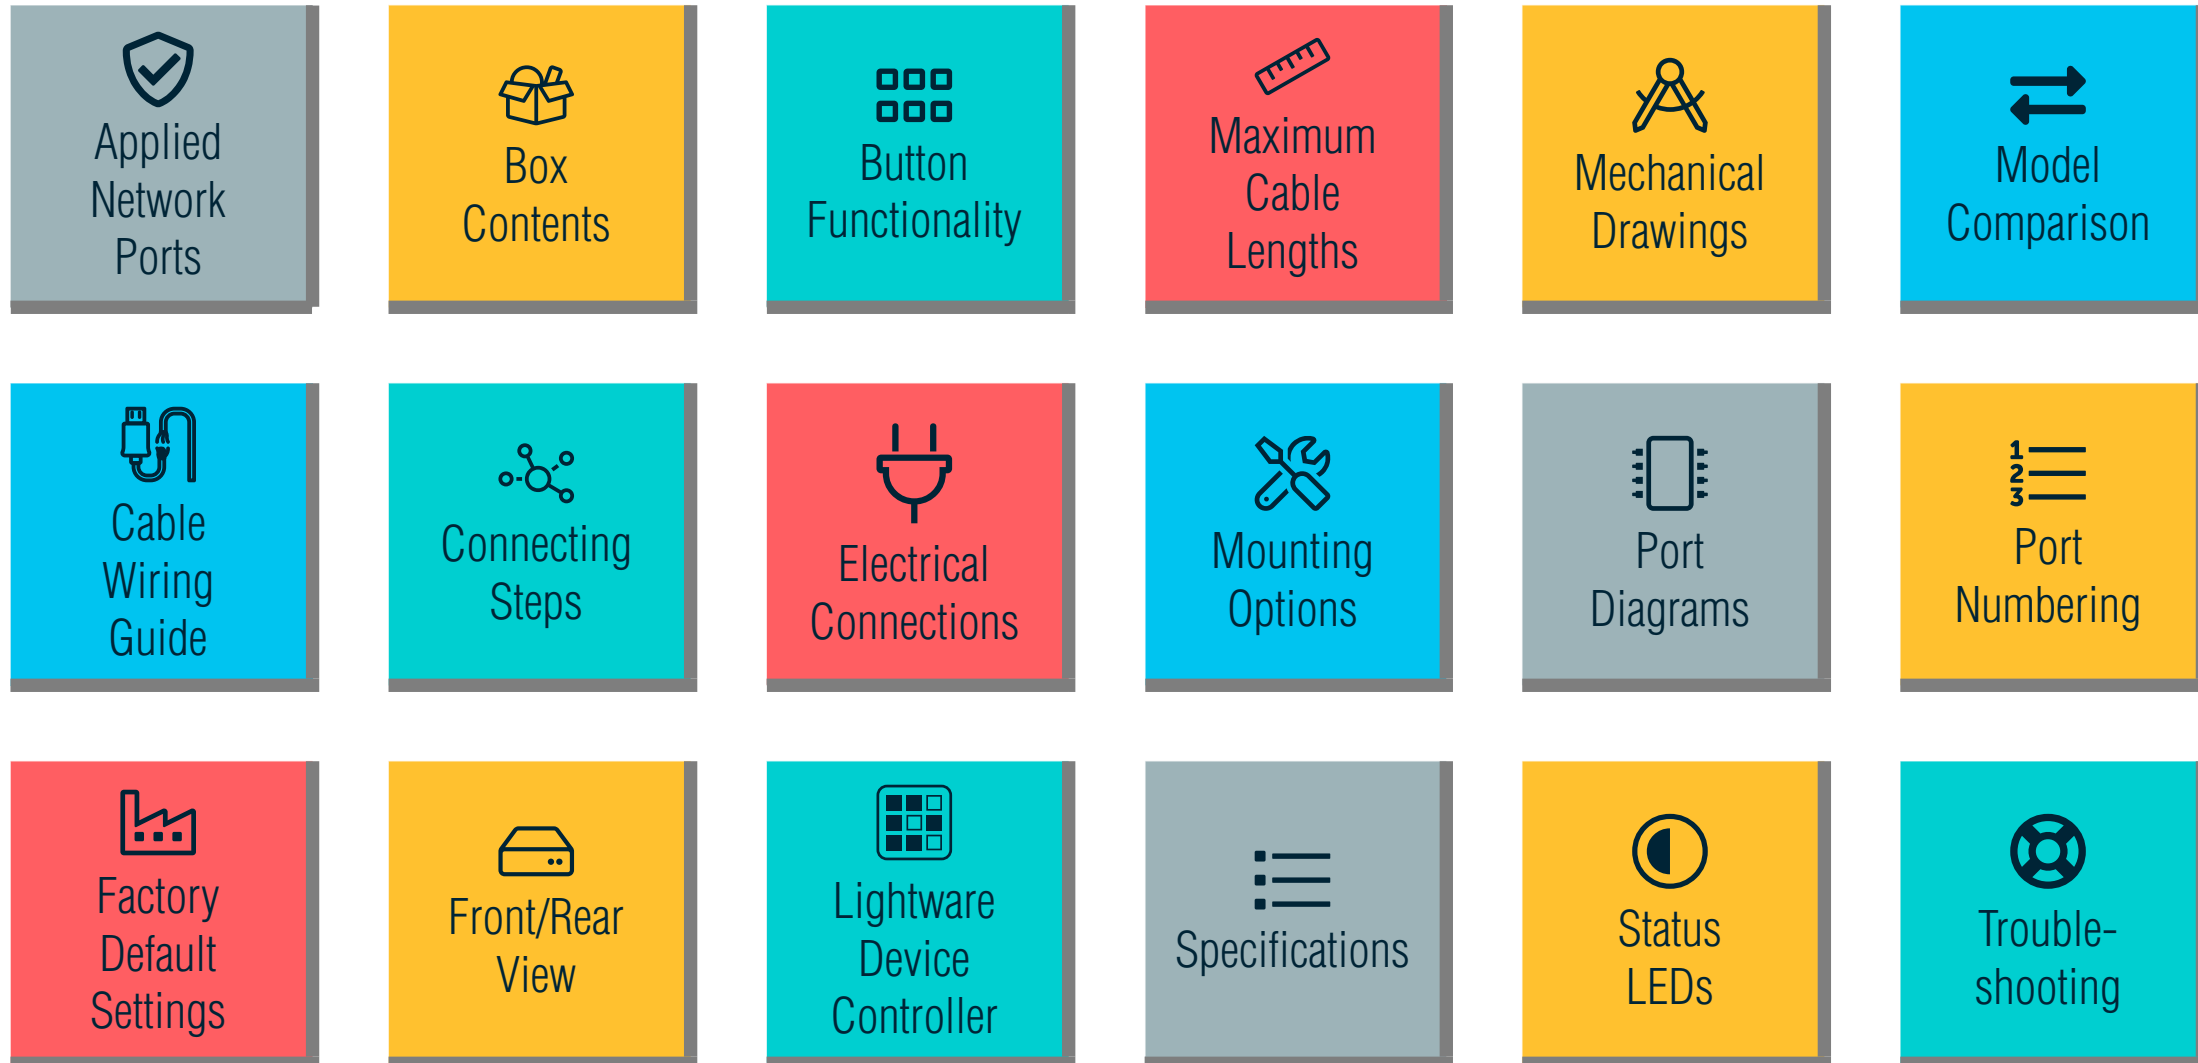 Applied
Network
Ports
Box
Contents
Button
Functionality
Maximum
Cable
Lengths
Mechanical
Drawings
Model
Comparison
Cable
Wiring
Guide
Connecting
Steps
Electrical
Connections
Mounting
Options
Port
Diagrams
1
2
3
Port
Numbering
Factory
Default
Settings
Front/Rear
View
Lightware
Device
Controller
Specifications
Status
LEDs
Trouble-
shooting